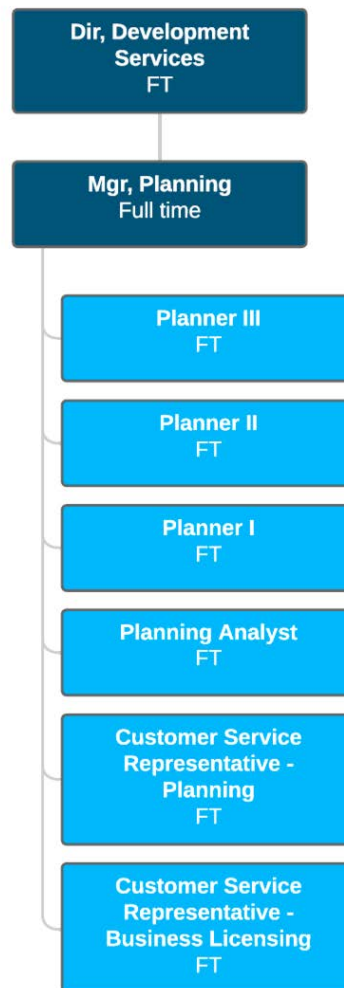 Dir, Development
Services
FT
Mgr, Planning
Full time
Planner III
FT
Planner II
FT
Planner I
FT
Planning Analyst
FT
Customer Service
Representative -
Planning
FT
Customer Service
Representative -
Business Licensing
FT